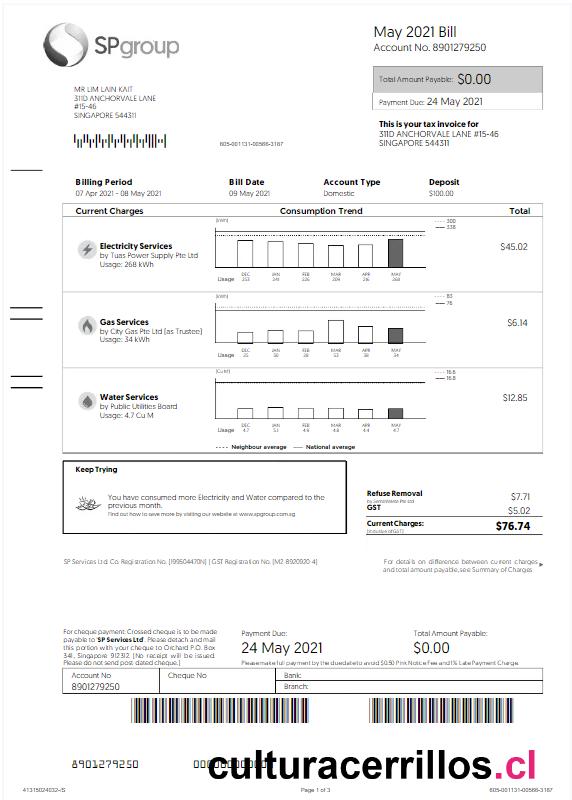 SPgroup
May 2021 Bill
Account No. 8901279250
Total Amount Payable: $0.00
Payment Due: 24 May 2021
MR LIM LAIN KAIT
311D ANCHORVALE LANE
#15-46
SINGAPORE 544311
This is your tax invoice for
311D ANCHORVALE LANE #15-46
SINGAPORE 544311
605-001131-00566-3187
Billing Period Bill Date Account Type Deposit
07 Apr 2021 - 08 May 2021 09 May 2021 Domestic $100.00
Current Charges Consumption Trend Total
(kWh)
300
338
Electricity Services
by Tuas Power Supply Pte Ltd
Usage: 268 kWh
$45.02
DEC JAN FEB MAR APR MAY
Usage 253 241 226 209 216 268
(kWh)
83
76
Gas Services
by City Gas Pte Ltd [as Trustee]
Usage: 34 kWh
$6.14
DEC JAN FEB MAR APR MAY
Usage 25 30 28 53 38 34
(Cu M)
16.6
16.8
Water Services
by Public Utilities Board
Usage: 4.7 Cu M
$12.85
DEC JAN FEB MAR APR MAY
Usage 4.7 5.1 4.9 4.8 4.4 4.7
Neighbour average National average
Keep Trying
You have consumed more Electricity and Water compared to the
previous month.
Find out how to save more by visiting our website at www.spgroup.com.sg
Refuse Removal $7.71
GST $5.02
Current Charges: $76.74
(Inclusive of GST)
SP Services Ltd Co. Registration No. [199504470N] | GST Registration No. [M2-8920920-4]
For details on difference between current charges
and total amount payable, see Summary of Charges
For cheque payment: Crossed cheque is to be made
payable to 'SP Services Ltd'. Please detach and mail
this portion with your cheque to Orchard P.O. Box
341, Singapore 912312. [No receipt will be issued.
Please do not send post dated cheque.]
Payment Due: Total Amount Payable:
24 May 2021 $0.00
Please make full payment by the due date to avoid $0.50 Pink Notice Fee and 1% Late Payment Charge.
Account No Cheque No Bank:
8901279250 Branch:
8901279250
culturacerrillos.cl
41315024032-/S Page 1 of 3 605-001131-00566-3187